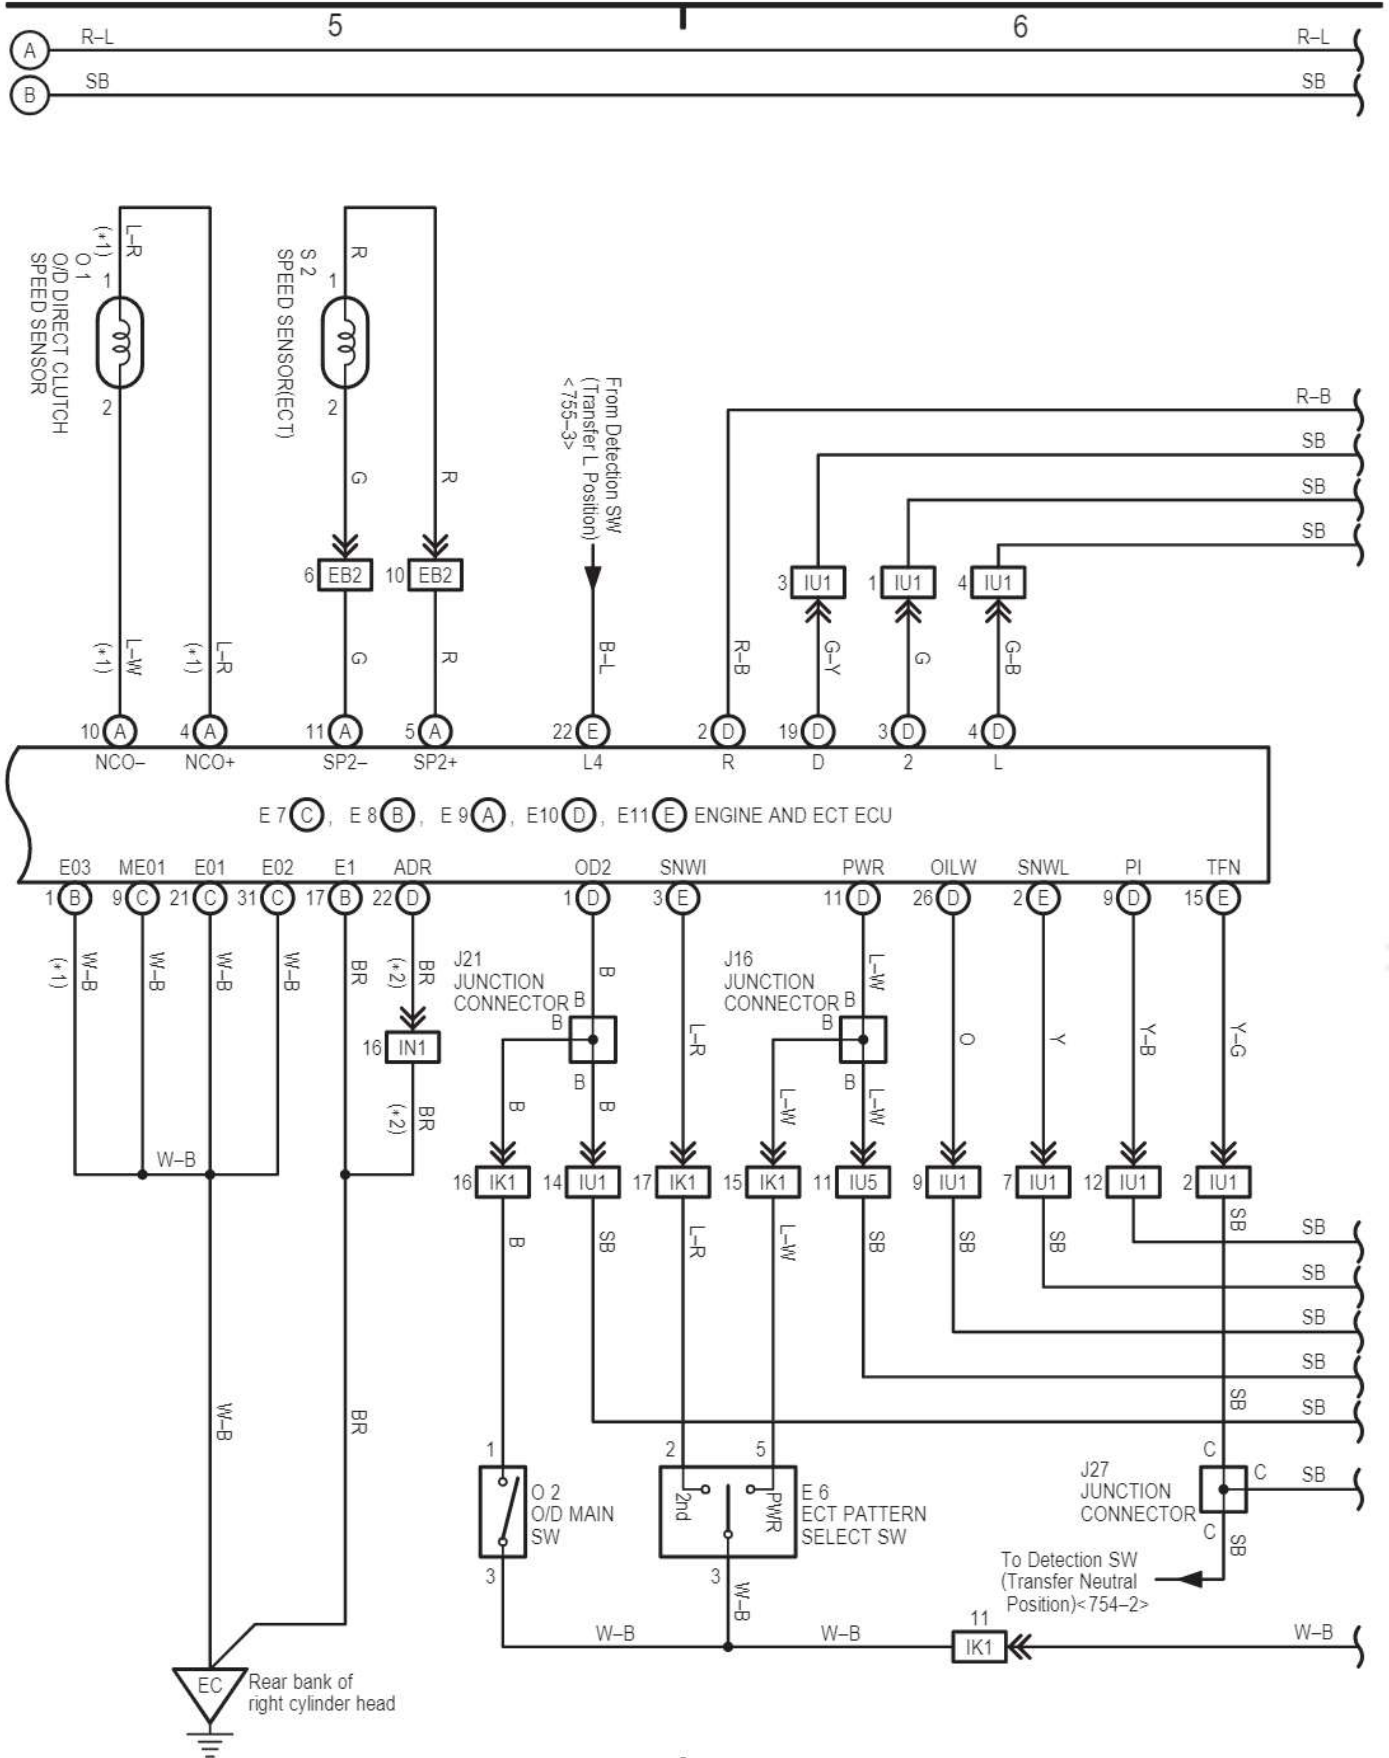 5
6
A
R–L
R–L
B
SB
SB
L–R
(*1)
O 1
O/D DIRECT CLUTCH
SPEED SENSOR
1
2
R
S 2
SPEED SENSOR(ECT)
1
2
From Detection SW
(Transfer L Position)
<755–3>
R–B
SB
SB
SB
G
R
6 EB2
10 EB2
3 IU1
1 IU1
4 IU1
L–W
(*1)
L–R
(*1)
G
R
B–L
R–B
G–Y
G
G–B
10 A
4 A
11 A
5 A
22 E
2 D
19 D
3 D
4 D
NCO–
NCO+
SP2–
SP2+
L4
R
D
2
L
E 7 C , E 8 B , E 9 A , E10 D , E11 E ENGINE AND ECT ECU
E03
ME01
E01
E02
E1
ADR
OD2
SNWI
PWR
OILW
SNWL
PI
TFN
1 B
9 C
21 C
31 C
17 B
22 D
1 D
3 E
11 D
26 D
2 E
9 D
15 E
W–B
(*1)
W–B
W–B
W–B
BR
BR
(*2)
J21
JUNCTION
CONNECTOR
B
B
B
B
L–R
J16
JUNCTION
CONNECTOR
L–W
B
B
B
O
Y
Y–B
Y–G
16 IN1
BR
(*2)
B
B
L–W
L–W
W–B
16 IK1
14 IU1
17 IK1
15 IK1
11 IU5
9 IU1
7 IU1
12 IU1
2 IU1
B
SB
L–R
L–W
SB
SB
SB
SB
SB
SB
SB
SB
SB
W–B
BR
SB
1
2
5
C
O 2
O/D MAIN
SW
2nd
PWR
E 6
ECT PATTERN
SELECT SW
J27
JUNCTION
CONNECTOR
C
SB
C
SB
3
3
W–B
To Detection SW
(Transfer Neutral
Position)<754–2>
W–B
W–B
11
IK1
W–B
EC
Rear bank of
right cylinder head